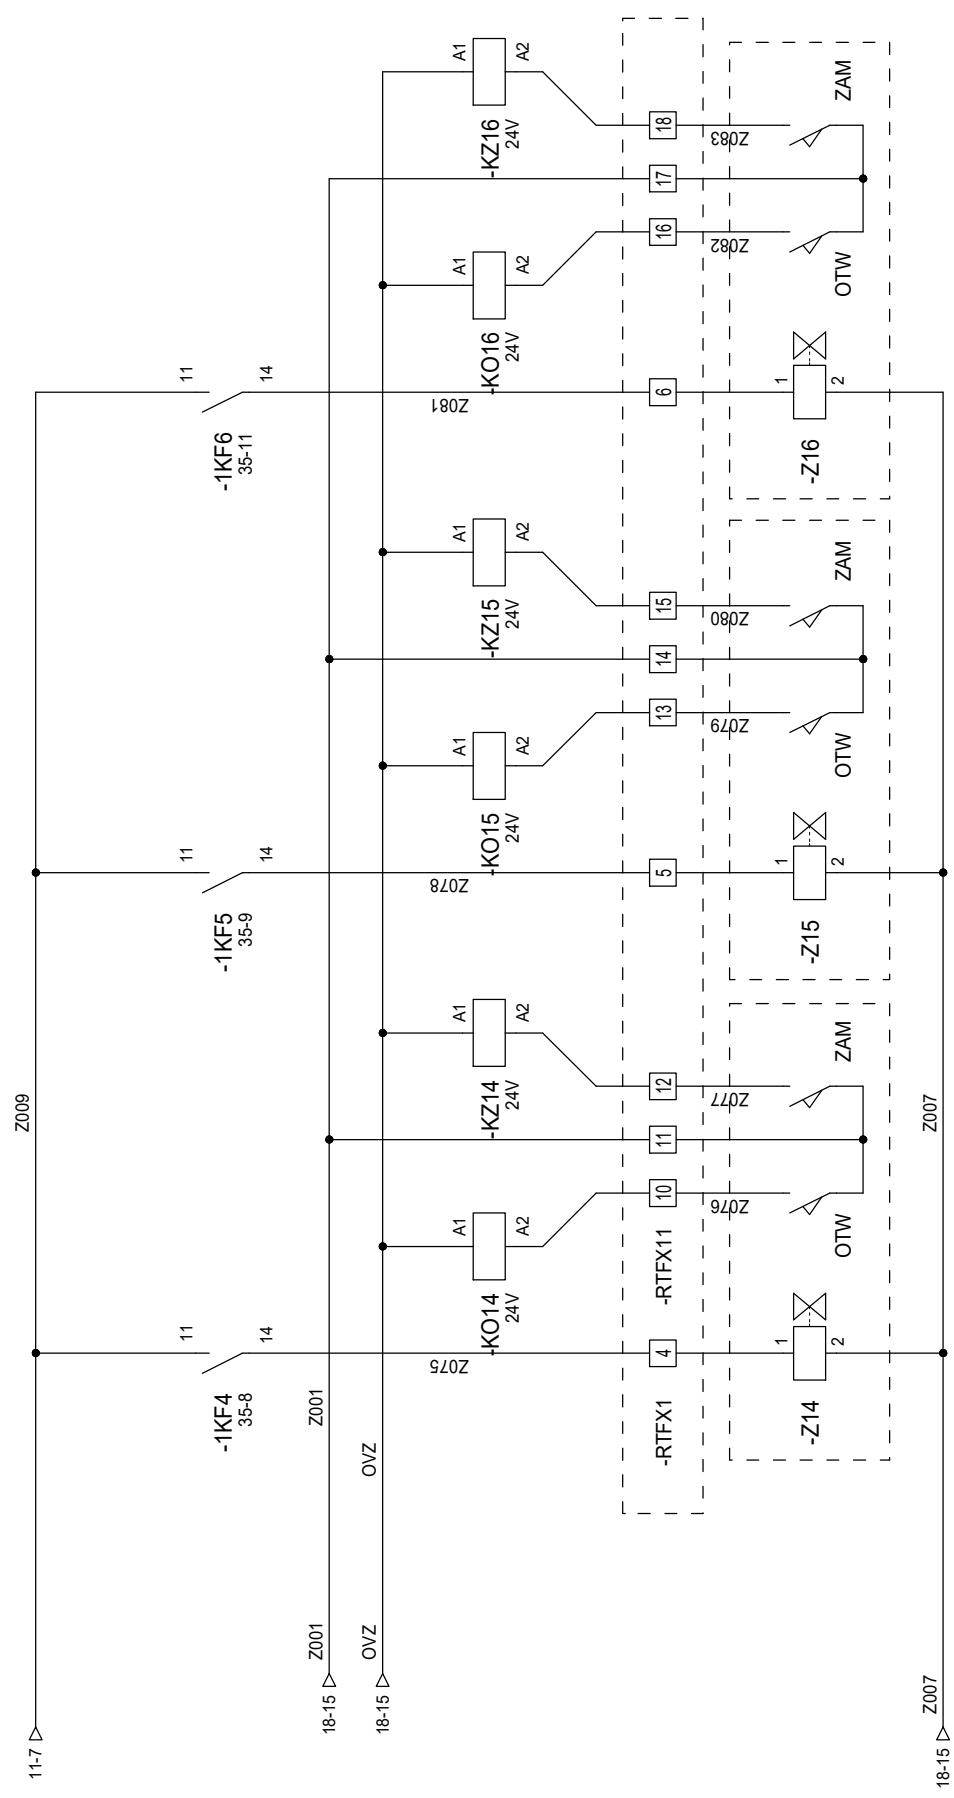 11-7
Z009
18-15
Z001
Z001
18-15
OVZ
OVZ
18-15
Z007
Z007
-1KF4
35-8
11
14
Z075
-KO14
24V
A1
A2
-KZ14
24V
A1
A2
-RTFX1
4
-RTFX11
10
11
12
Z076
Z077
-Z14
1
2
OTW
ZAM
-1KF5
35-9
11
14
Z078
-KO15
24V
A1
A2
-KZ15
24V
A1
A2
5
13
14
15
Z079
Z080
-Z15
1
2
OTW
ZAM
-1KF6
35-11
11
14
Z081
-KO16
24V
A1
A2
-KZ16
24V
A1
A2
6
16
17
18
Z082
Z083
-Z16
1
2
OTW
ZAM